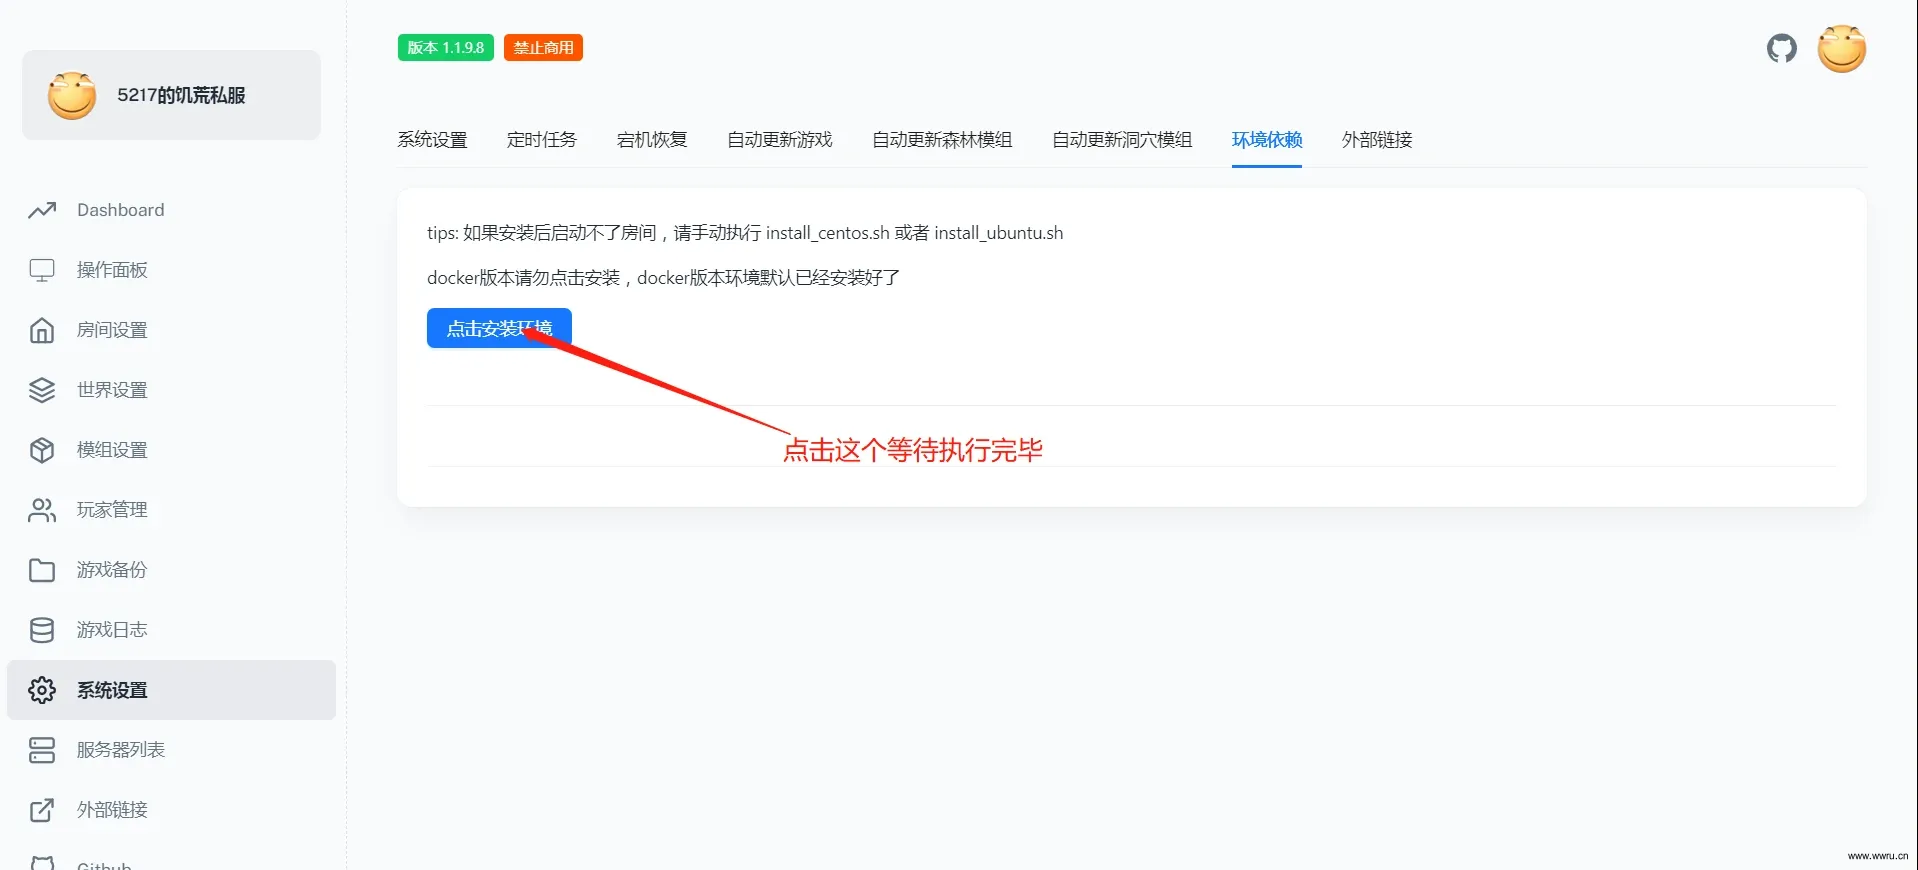 版本 1.1.9.8
禁止商用
5217的饥荒私服
系统设置
定时任务
宕机恢复
自动更新游戏
自动更新森林模组
自动更新洞穴模组
环境依赖
外部链接
tips: 如果安装后启动不了房间，请手动执行 install_centos.sh 或者 install_ubuntu.sh
docker版本请勿点击安装，docker版本环境默认已经安装好了
点击安装环境
点击这个等待执行完毕
Dashboard
操作面板
房间设置
世界设置
模组设置
玩家管理
游戏备份
游戏日志
系统设置
服务器列表
外部链接
Github
www.wwru.cn